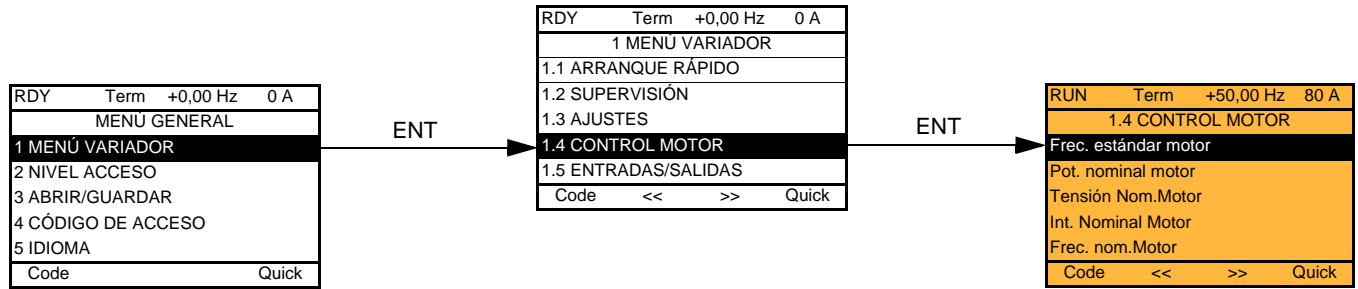 RDY Term +0,00 Hz 0 A
MENÚ GENERAL
1 MENÚ VARIADOR
2 NIVEL ACCESO
3 ABRIR/GUARDAR
4 CÓDIGO DE ACCESO
5 IDIOMA
Code Quick
ENT
RDY Term +0,00 Hz 0 A
1 MENÚ VARIADOR
1.1 ARRANQUE RÁPIDO
1.2 SUPERVISIÓN
1.3 AJUSTES
1.4 CONTROL MOTOR
1.5 ENTRADAS/SALIDAS
Code << >> Quick
ENT
RUN Term +50,00 Hz 80 A
1.4 CONTROL MOTOR
Frec. estándar motor
Pot. nominal motor
Tensión Nom.Motor
Int. Nominal Motor
Frec. nom.Motor
Code << >> Quick